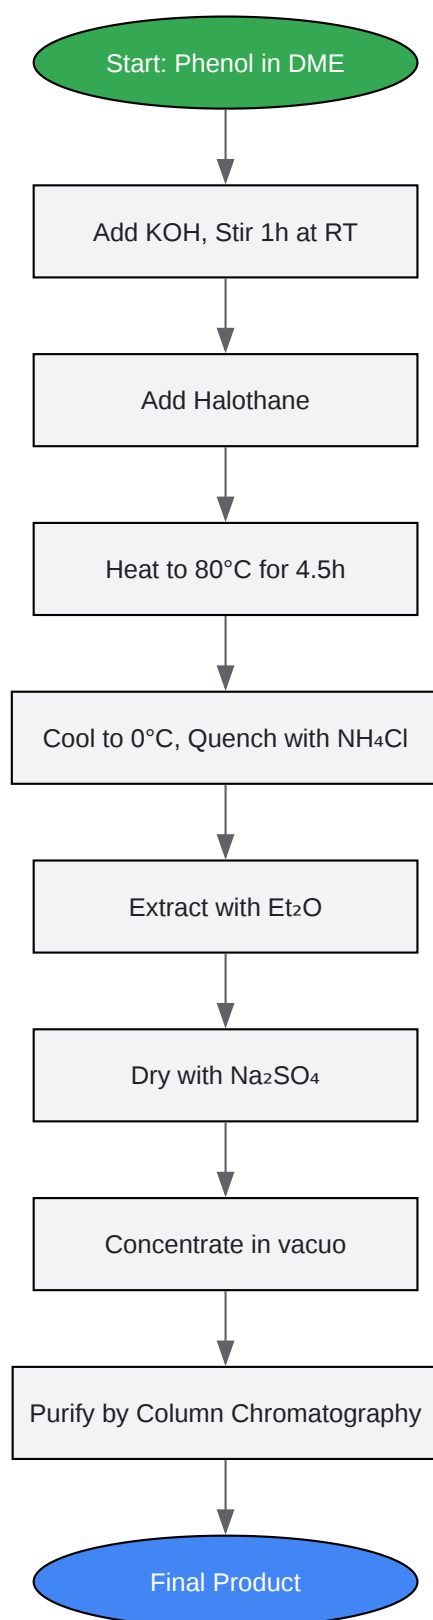 Start: Phenol in DME
Add KOH, Stir 1h at RT
Add Halothane
Heat to 80°C for 4.5h
Cool to 0°C, Quench with NH₄Cl
Extract with Et₂O
Dry with Na₂SO₄
Concentrate in vacuo
Purify by Column Chromatography
Final Product